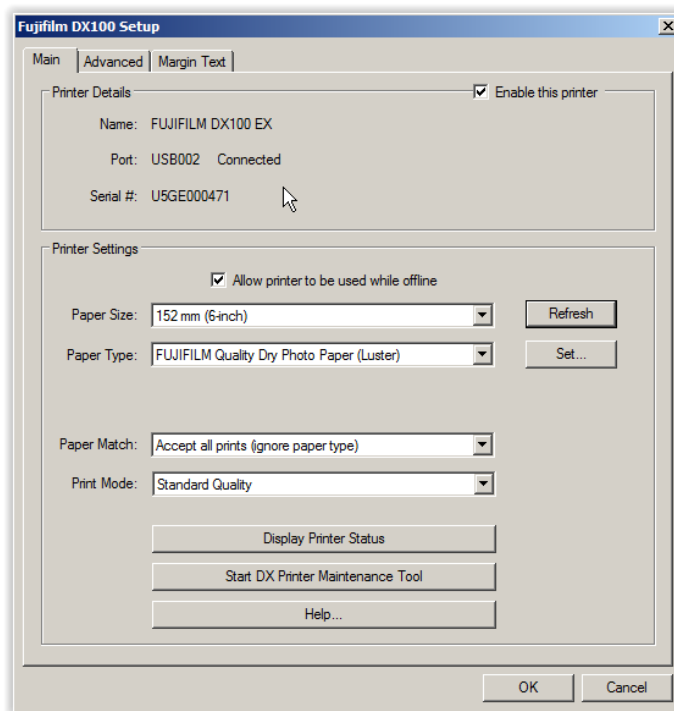 Fujifilm DX100 Setup
Main Advanced Margin Text
Printer Details Enable this printer
Name: FUJIFILM DX100 EX
Port: USB002 Connected
Serial #: U5GE000471
Printer Settings
Allow printer to be used while offline
Paper Size: 152 mm (6-inch) Refresh
Paper Type: FUJIFILM Quality Dry Photo Paper (Luster) Set...
Paper Match: Accept all prints (ignore paper type)
Print Mode: Standard Quality
Display Printer Status
Start DX Printer Maintenance Tool
Help...
OK Cancel